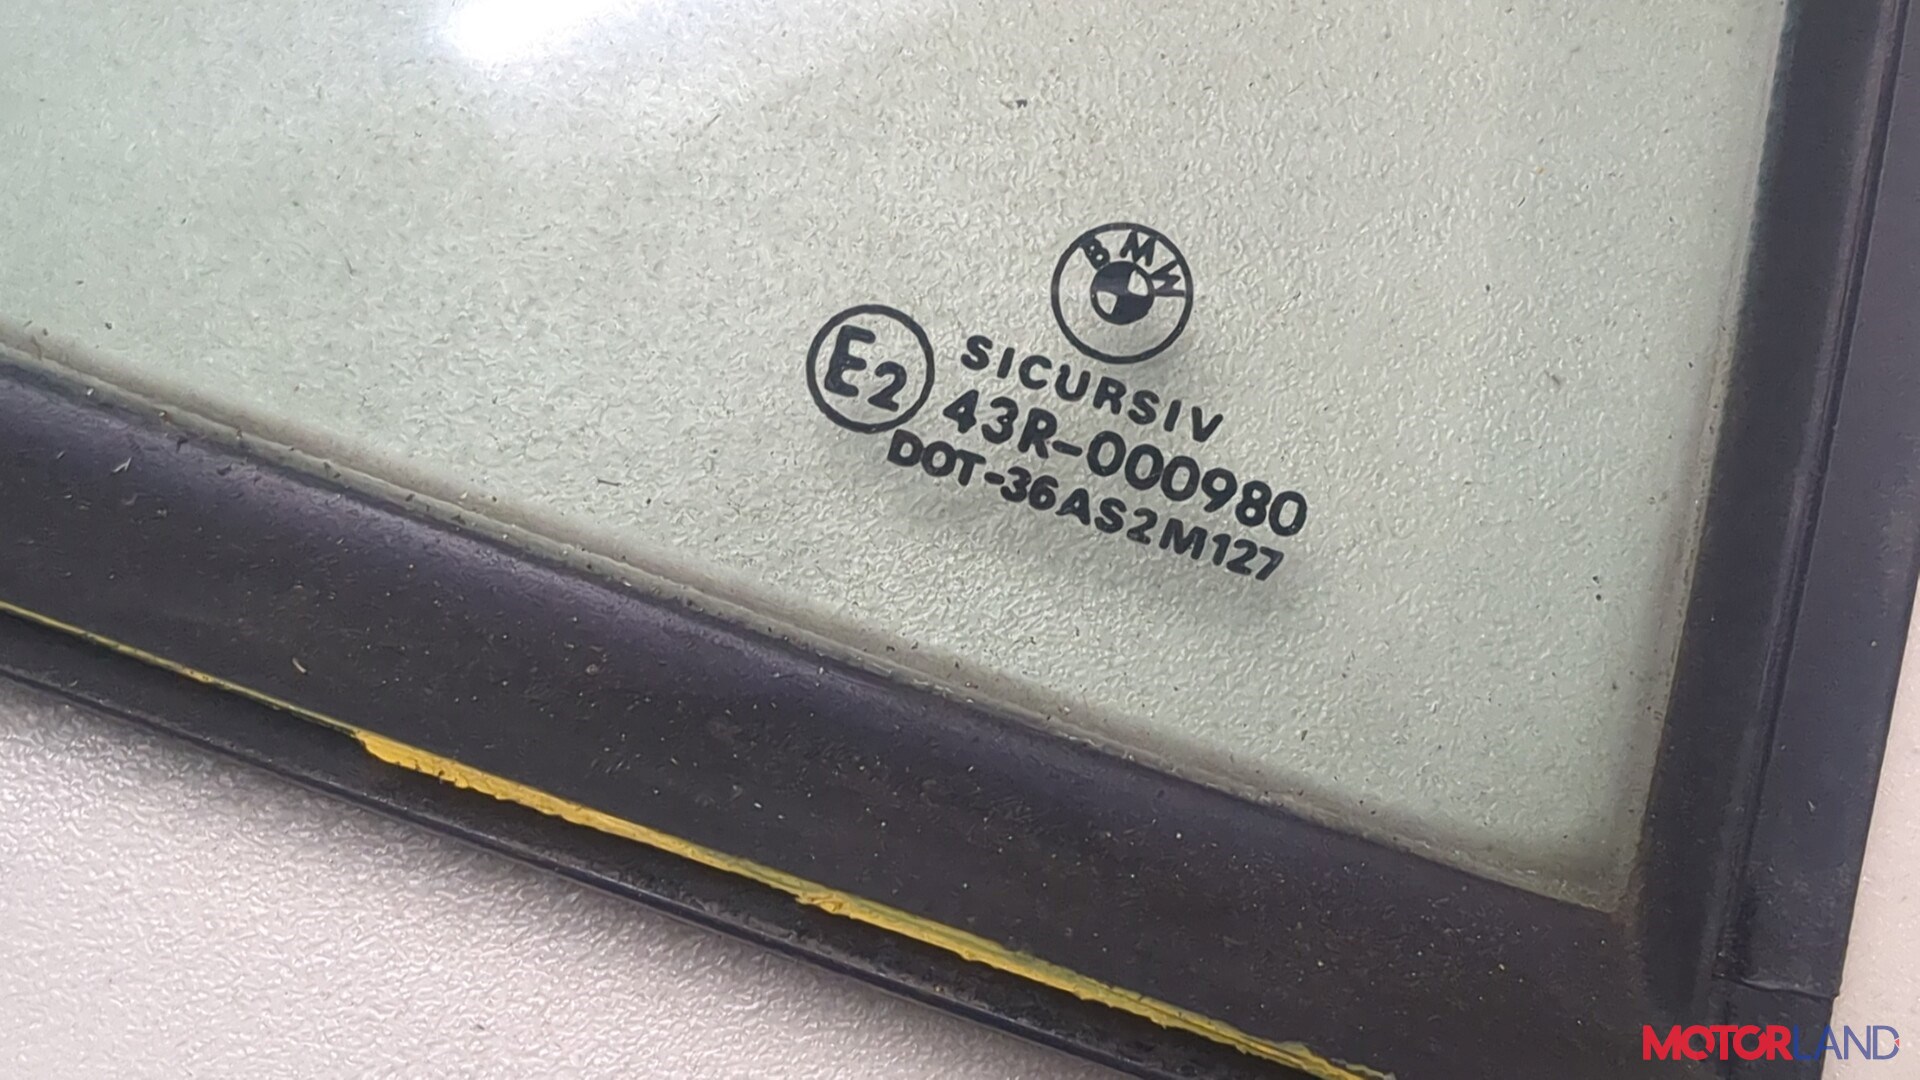 BMW
SICURSIV
E2
43R-000980
DOT-36AS2M127
MOTORLAND